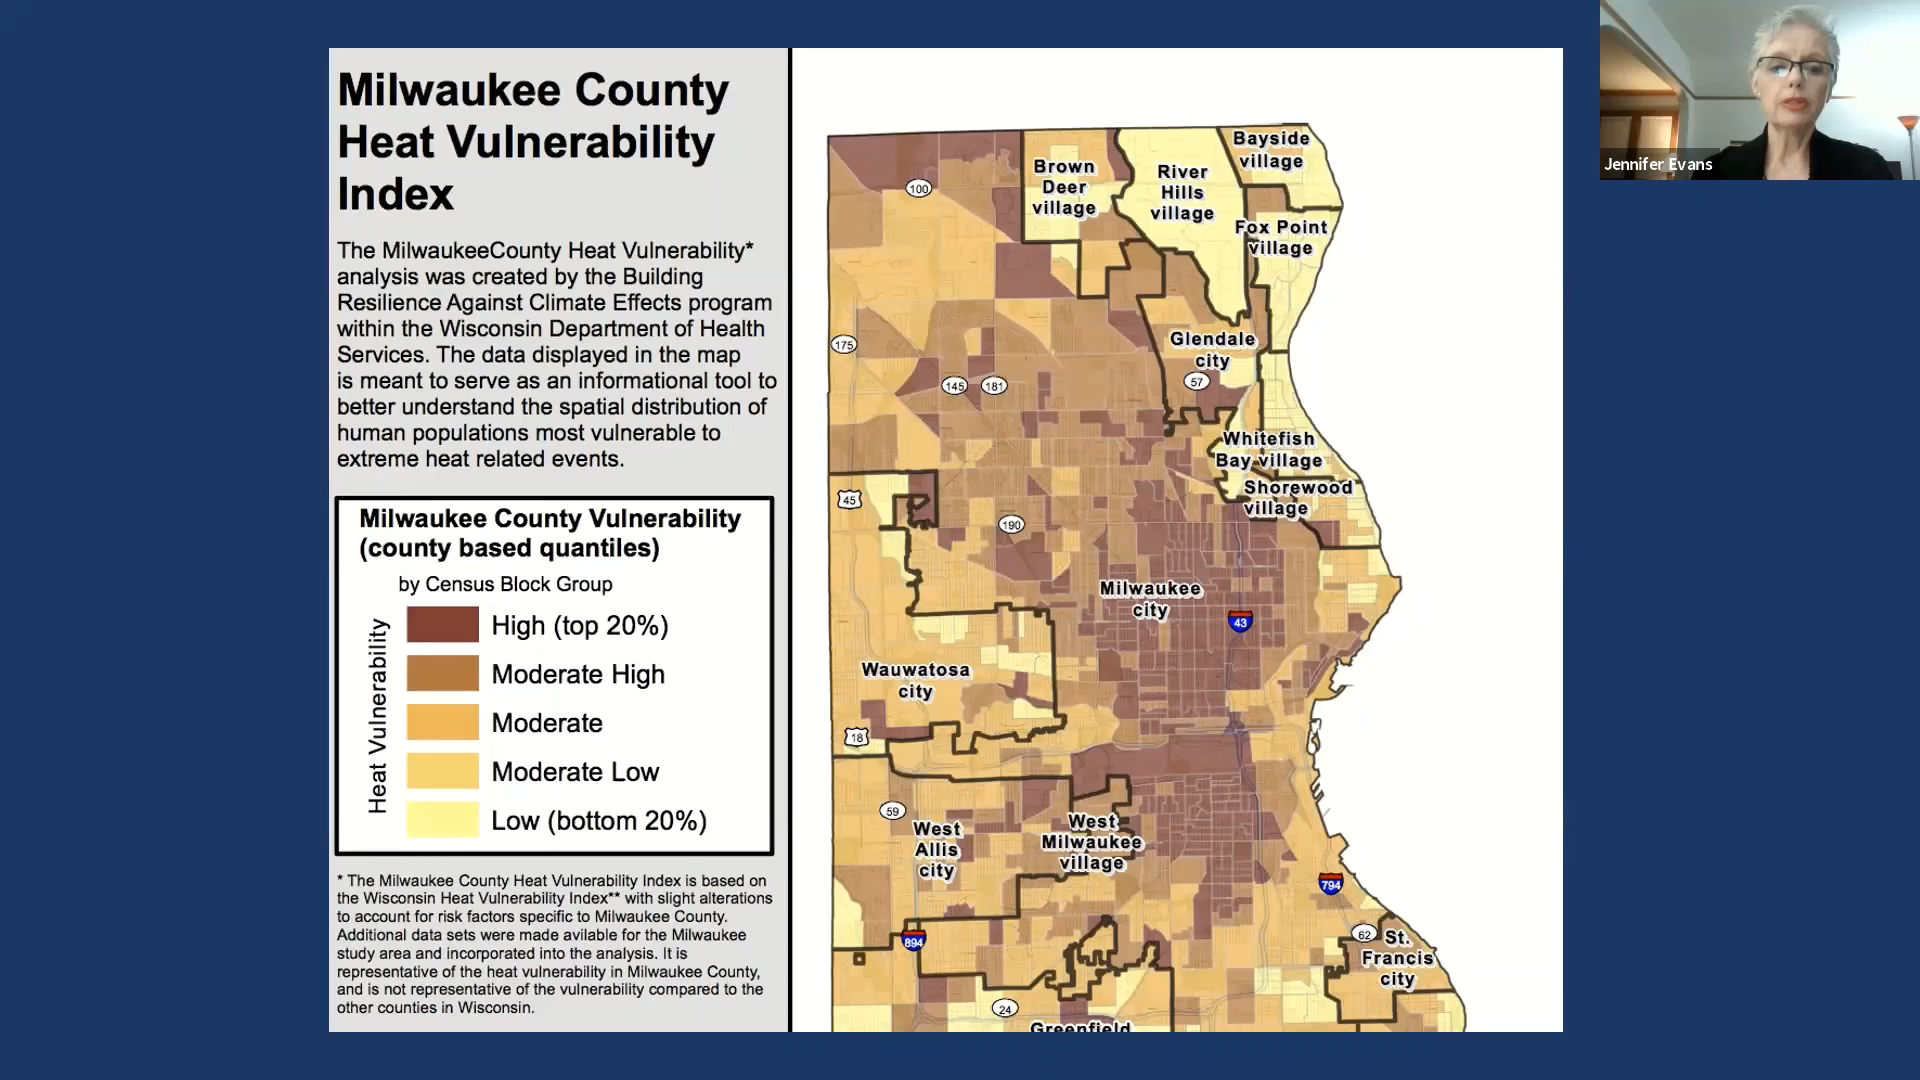 Milwaukee County
Heat Vulnerability
Index
The MilwaukeeCounty Heat Vulnerability*
analysis was created by the Building
Resilience Against Climate Effects program
within the Wisconsin Department of Health
Services. The data displayed in the map
is meant to serve as an informational tool to
better understand the spatial distribution of
human populations most vulnerable to
extreme heat related events.
Milwaukee County Vulnerability
(county based quantiles)
by Census Block Group
Heat Vulnerability
High (top 20%)
Moderate High
Moderate
Moderate Low
Low (bottom 20%)
* The Milwaukee County Heat Vulnerability Index is based on
the Wisconsin Heat Vulnerability Index** with slight alterations
to account for risk factors specific to Milwaukee County.
Additional data sets were made avilable for the Milwaukee
study area and incorporated into the analysis. It is
representative of the heat vulnerability in Milwaukee County,
and is not representative of the vulnerability compared to the
other counties in Wisconsin.
Bayside
village
Brown
Deer
village
River
Hills
village
100
Fox Point
village
Glendale
city
175
145
181
57
Whitefish
Bay village
Shorewood
village
45
190
Milwaukee
city
43
Wauwatosa
city
18
59
West
Allis
city
West
Milwaukee
village
794
894
62
St.
Francis
city
24
Greenfield
Jennifer Evans